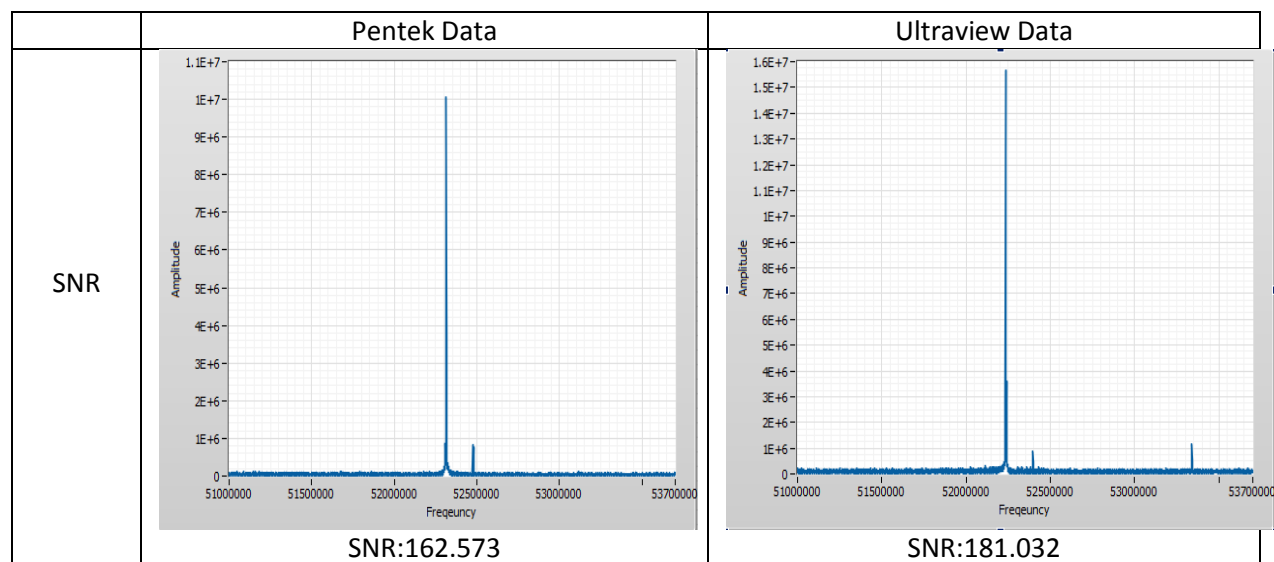 Pentek Data
Ultraview Data
SNR
1.1E+7
1E+7
9E+6
8E+6
7E+6
6E+6
5E+6
4E+6
3E+6
2E+6
1E+6
0
Amplitude
51000000 51500000 52000000 52500000 53000000 53700000
Freqeuncy
SNR:162.573
1.6E+7
1.5E+7
1.4E+7
1.3E+7
1.2E+7
1.1E+7
1E+7
9E+6
8E+6
7E+6
6E+6
5E+6
4E+6
3E+6
2E+6
1E+6
0
Amplitude
51000000 51500000 52000000 52500000 53000000 53700000
Freqeuncy
SNR:181.032